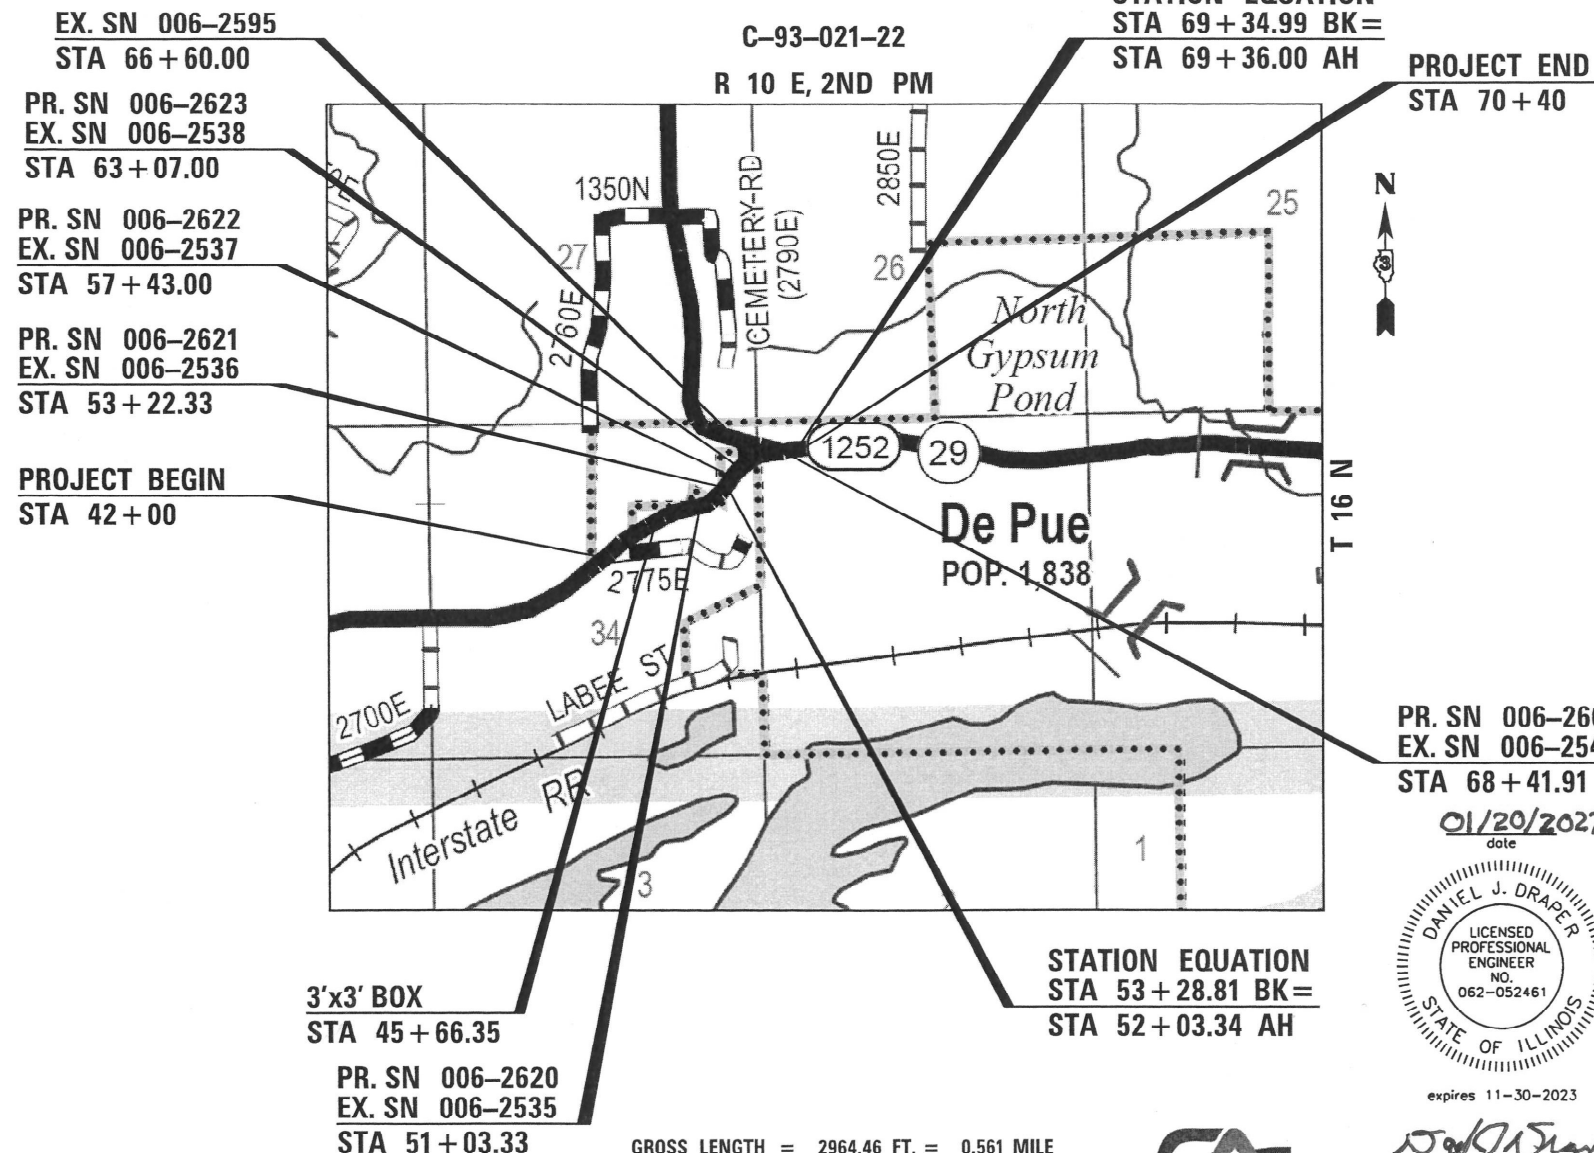 EX. SN 006–2595
STA 66+60.00
PR. SN 006–2623
EX. SN 006–2538
STA 63+07.00
PR. SN 006–2622
EX. SN 006–2537
STA 57+43.00
PR. SN 006–2621
EX. SN 006–2536
STA 53+22.33
PROJECT BEGIN
STA 42+00
C–93–021–22
R 10 E, 2ND PM
STATION EQUATION
STA 69+34.99 BK=
STA 69+36.00 AH
PROJECT END
STA 70+40
N
1350N
27
2760E
CEMETERY RD
(2790E)
2850E
26
25
North
Gypsum
Pond
1252
29
De Pue
POP. 1,838
T 16 N
2775E
34
LABEE ST
2700E
Interstate RR
3
1
PR. SN
EX. SN
STA 68+41.91
01/20/202
date
DANIEL J. DRAPER
LICENSED
PROFESSIONAL
ENGINEER
NO.
062–052461
STATE OF ILLINOIS
expires 11–30–2023
3'x3' BOX
STA 45+66.35
PR. SN 006–2620
EX. SN 006–2535
STA 51+03.33
STATION EQUATION
STA 53+28.81 BK=
STA 52+03.34 AH
GROSS LENGTH = 2964.46 FT. = 0.561 MILE